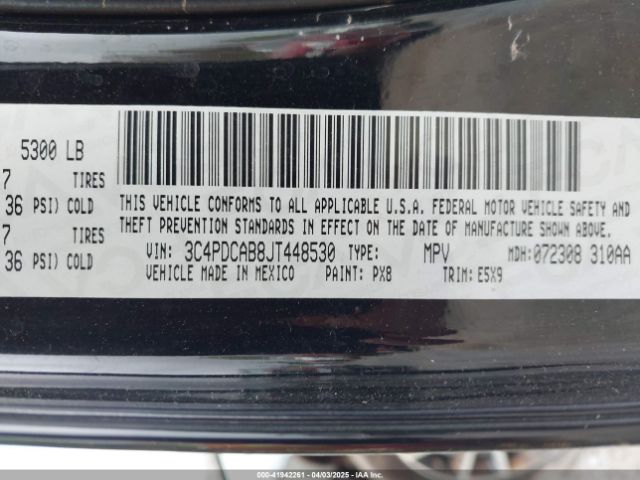 5300 LB
7 TIRES
36 PSI) COLD
7 TIRES
36 PSI) COLD
THIS VEHICLE CONFORMS TO ALL APPLICABLE U.S.A. FEDERAL MOTOR VEHICLE SAFETY AND
THEFT PREVENTION STANDARDS IN EFFECT ON THE DATE OF MANUFACTURE SHOWN ABOVE.
VIN: 3C4PDCAB8JT448530 TYPE: MPV MDH: 072308 310AA
VEHICLE MADE IN MEXICO PAINT: PX8 TRIM: E5X9
000-41942261 - 04/03/2025 - IAAI.COM